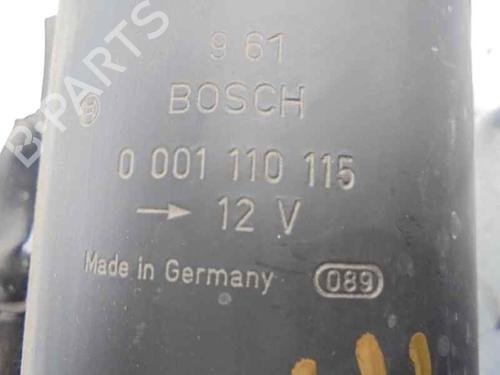 B-PARTS
9 61
BOSCH
0 001 110 115
→ 12 V
Made in Germany 089